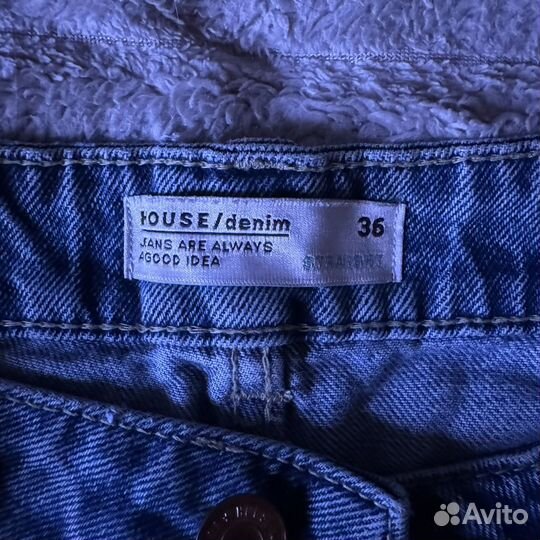 HOUSE/denim 36
JANS ARE ALWAYS
AGOOD IDEA STRAIGHT
Avito